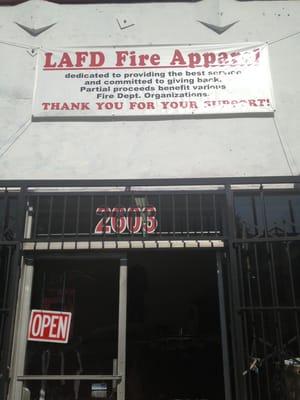 LAFD Fire Apparel
dedicated to providing the best service
and committed to giving back.
Partial proceeds benefit various
Fire Dept. Organizations.
THANK YOU FOR YOUR SUPPORT!
2603
OPEN